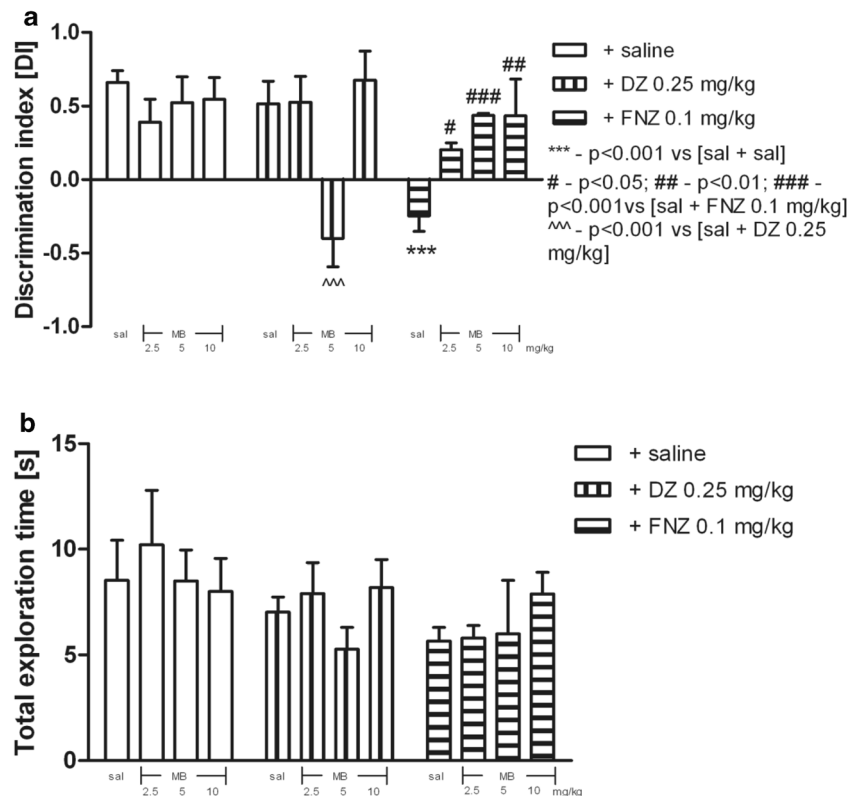 a
Discrimination index [DI]
1.0
0.5
0.0
-0.5
-1.0
# ### ##
^^^
***
sal MB sal MB sal MB
2.5 5 10 2.5 5 10 2.5 5 10 mg/kg
+ saline
+ DZ 0.25 mg/kg
+ FNZ 0.1 mg/kg
*** - p<0.001 vs [sal + sal]
# - p<0.05; ## - p<0.01; ### -
p<0.001vs [sal + FNZ 0.1 mg/kg]
^^^ - p<0.001 vs [sal + DZ 0.25
mg/kg]
b
Total exploration time [s]
15
10
5
0
sal MB sal MB sal MB
2.5 5 10 2.5 5 10 2.5 5 10 mg/kg
+ saline
+ DZ 0.25 mg/kg
+ FNZ 0.1 mg/kg